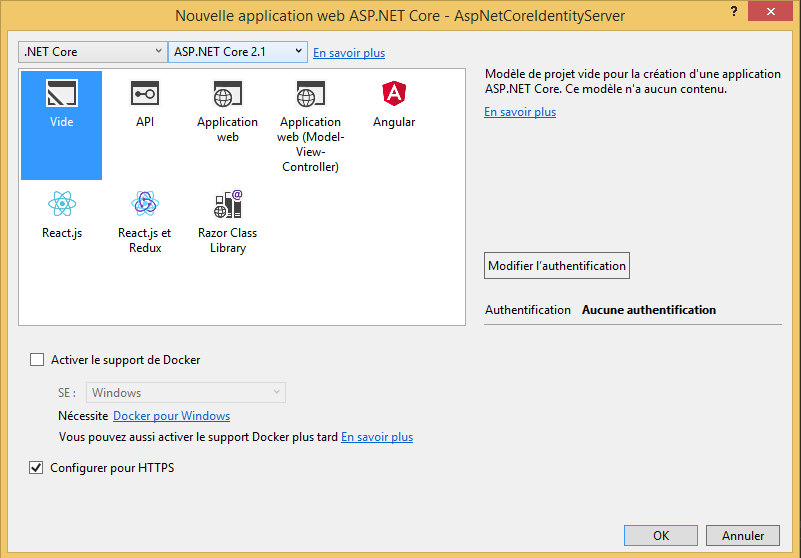 Nouvelle application web ASP.NET Core - AspNetCoreIdentityServer
?
.NET Core
ASP.NET Core 2.1
En savoir plus
Vide
API
Application
web
Application
web (Model-
View-
Controller)
Angular
React.js
React.js et
Redux
Razor Class
Library
Modèle de projet vide pour la création d'une application
ASP.NET Core. Ce modèle n'a aucun contenu.
En savoir plus
Modifier l'authentification
Authentification Aucune authentification
Activer le support de Docker
SE : Windows
Nécessite Docker pour Windows
Vous pouvez aussi activer le support Docker plus tard En savoir plus
Configurer pour HTTPS
OK
Annuler